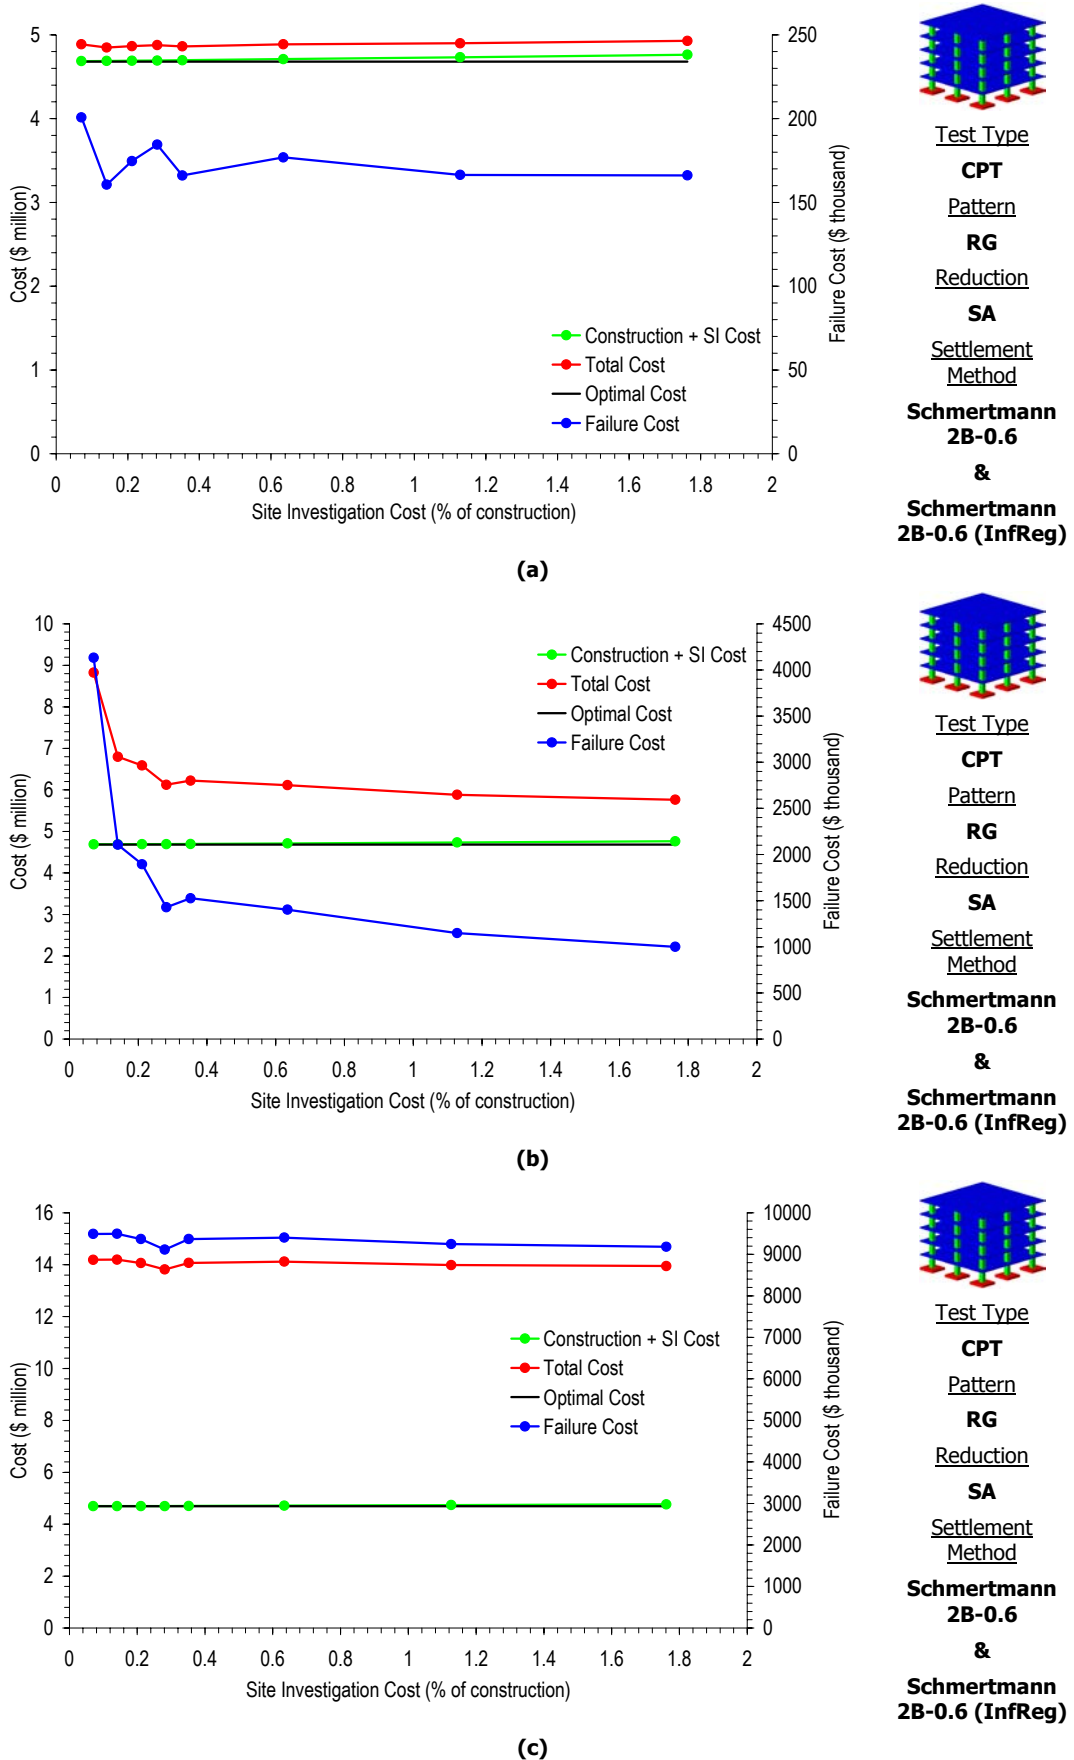 5
4
3
2
1
0
Cost ($ million)
250
200
150
100
50
0
Failure Cost ($ thousand)
Construction + SI Cost
Total Cost
Optimal Cost
Failure Cost
0 0.2 0.4 0.6 0.8 1 1.2 1.4 1.6 1.8 2
Site Investigation Cost (% of construction)
Test Type
CPT
Pattern
RG
Reduction
SA
Settlement
Method
Schmertmann
2B-0.6
&
Schmertmann
2B-0.6 (InfReg)
(a)
10
9
8
7
6
5
4
3
2
1
0
Cost ($ million)
4500
4000
3500
3000
2500
2000
1500
1000
500
0
Failure Cost ($ thousand)
Construction + SI Cost
Total Cost
Optimal Cost
Failure Cost
0 0.2 0.4 0.6 0.8 1 1.2 1.4 1.6 1.8 2
Site Investigation Cost (% of construction)
Test Type
CPT
Pattern
RG
Reduction
SA
Settlement
Method
Schmertmann
2B-0.6
&
Schmertmann
2B-0.6 (InfReg)
(b)
16
14
12
10
8
6
4
2
0
Cost ($ million)
10000
9000
8000
7000
6000
5000
4000
3000
2000
1000
0
Failure Cost ($ thousand)
Construction + SI Cost
Total Cost
Optimal Cost
Failure Cost
0 0.2 0.4 0.6 0.8 1 1.2 1.4 1.6 1.8 2
Site Investigation Cost (% of construction)
Test Type
CPT
Pattern
RG
Reduction
SA
Settlement
Method
Schmertmann
2B-0.6
&
Schmertmann
2B-0.6 (InfReg)
(c)